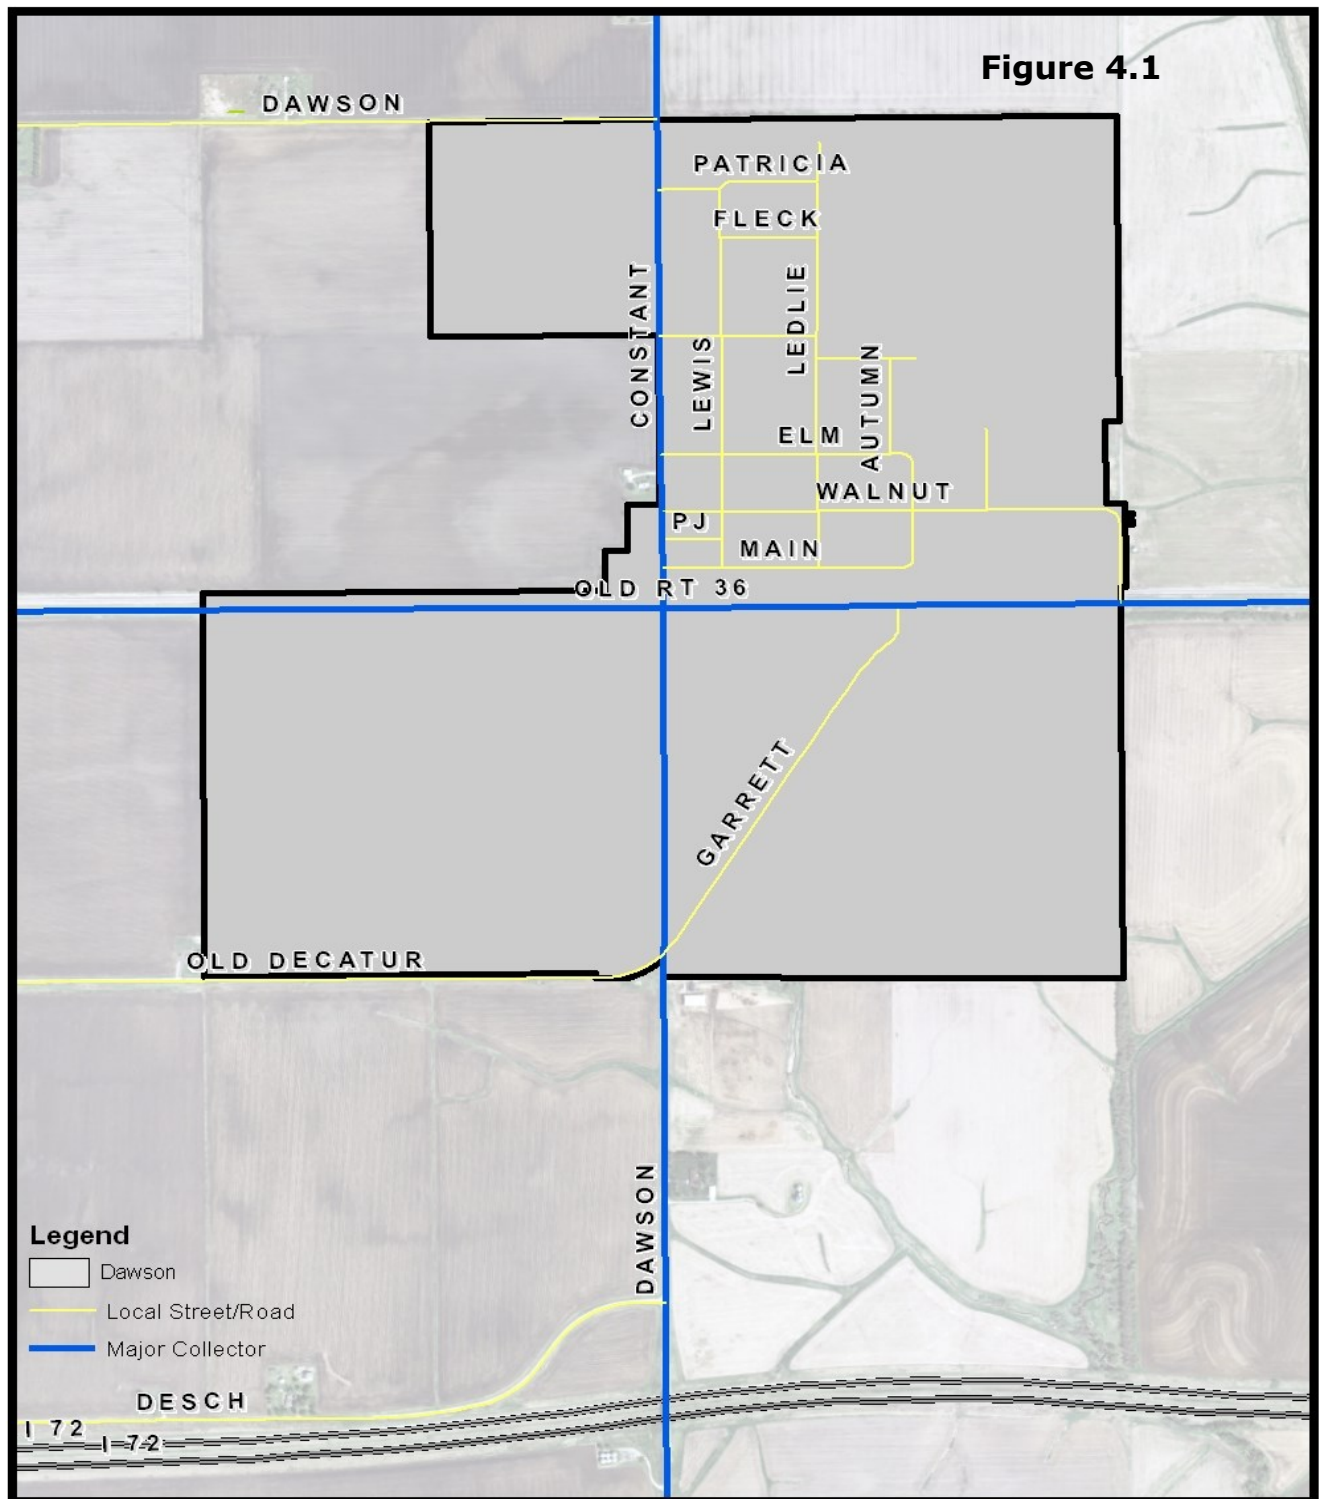 Figure 4.1
DAWSON
PATRICIA
FLECK
CONSTANT
LEDLIE
LEWIS
AUTUMN
ELM
WALNUT
PJ
MAIN
OLD RT 36
GARRETT
OLD DECATUR
DAWSON
Legend
Dawson
Local Street/Road
Major Collector
DESCH
I 72
I-72